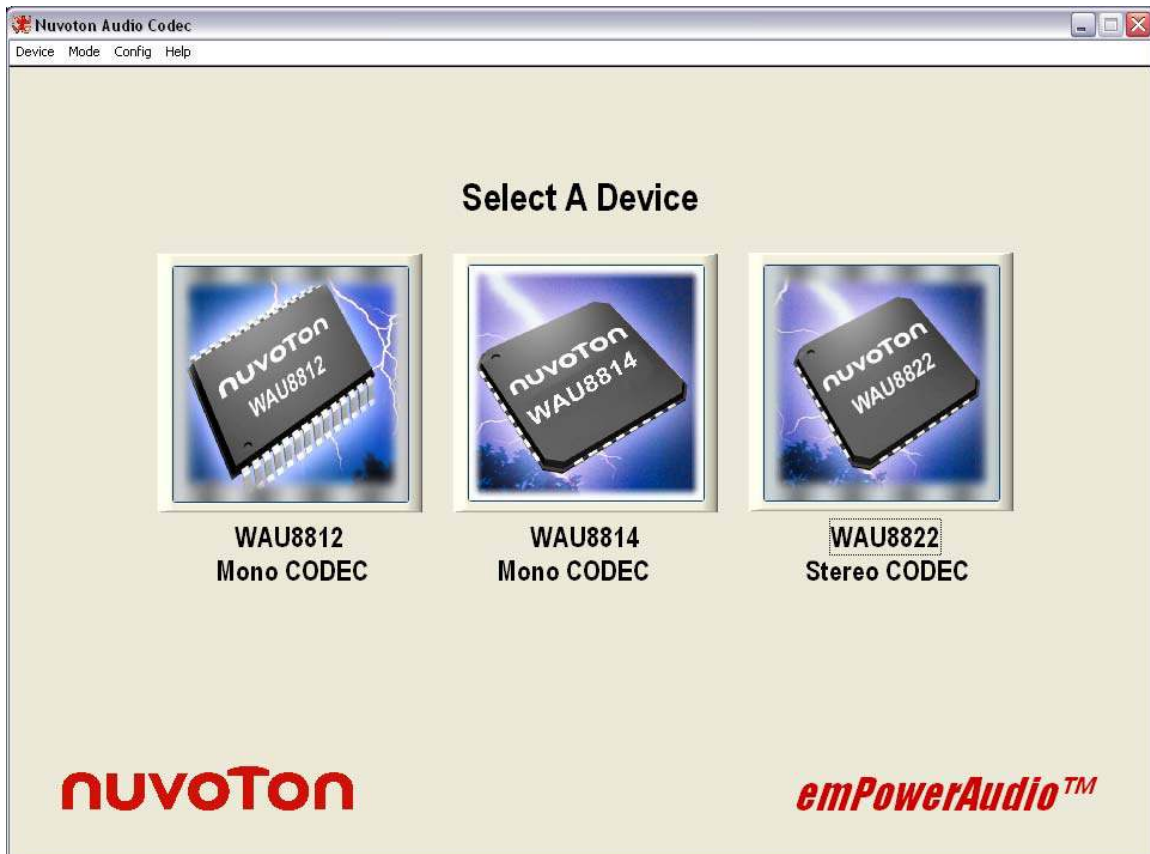 Nuvoton Audio Codec
Device Mode Config Help
Select A Device
nuvoTon
WAU8812
nuvoTon
WAU8814
nuvoTon
WAU8822
WAU8812
Mono CODEC
WAU8814
Mono CODEC
WAU8822
Stereo CODEC
nuvoTon
emPowerAudio™